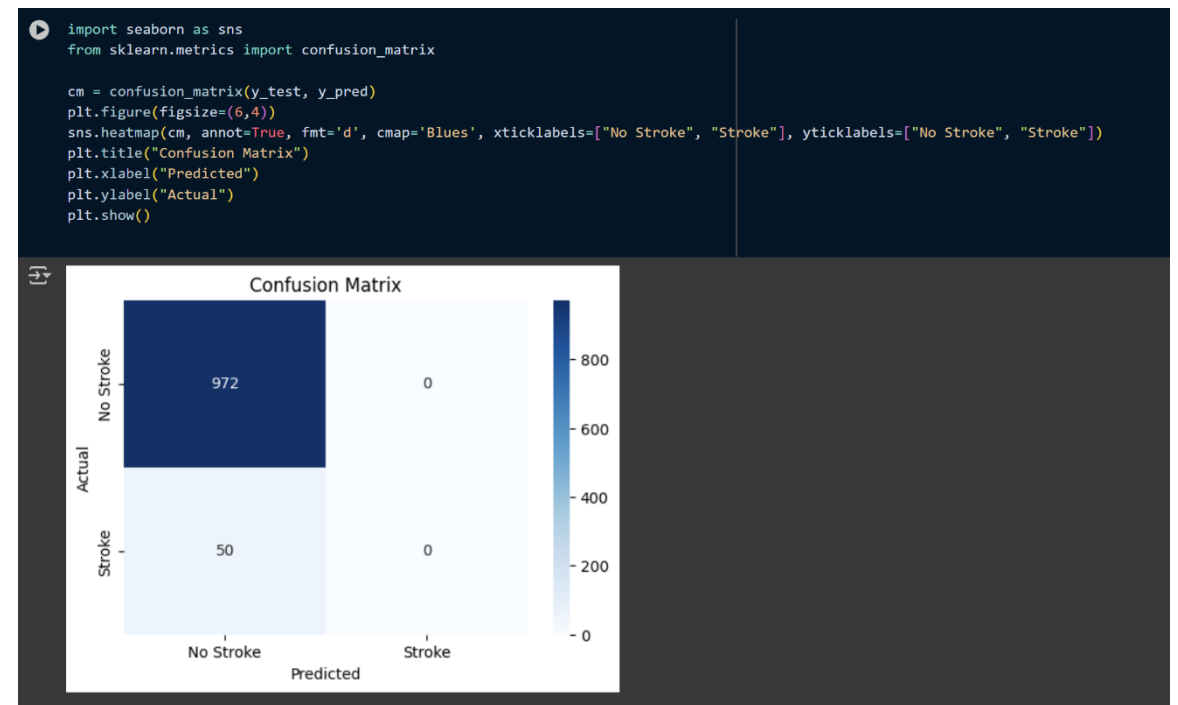 import seaborn as sns
from sklearn.metrics import confusion_matrix
cm = confusion_matrix(y_test, y_pred)
plt.figure(figsize=(6,4))
sns.heatmap(cm, annot=True, fmt='d', cmap='Blues', xticklabels=["No Stroke", "Stroke"], yticklabels=["No Stroke", "Stroke"])
plt.title("Confusion Matrix")
plt.xlabel("Predicted")
plt.ylabel("Actual")
plt.show()
Confusion Matrix
Actual
No Stroke
972
0
Stroke
50
0
No Stroke
Stroke
Predicted
800
600
400
200
0